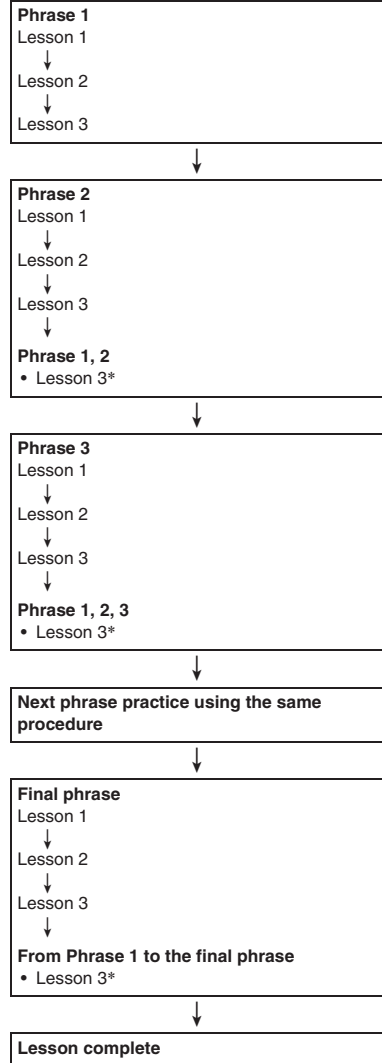 Phrase 1
Lesson 1
Lesson 2
Lesson 3
Phrase 2
Lesson 1
Lesson 2
Lesson 3
Phrase 1, 2
• Lesson 3*
Phrase 3
Lesson 1
Lesson 2
Lesson 3
Phrase 1, 2, 3
• Lesson 3*
Next phrase practice using the same
procedure
Final phrase
Lesson 1
Lesson 2
Lesson 3
From Phrase 1 to the final phrase
• Lesson 3*
Lesson complete